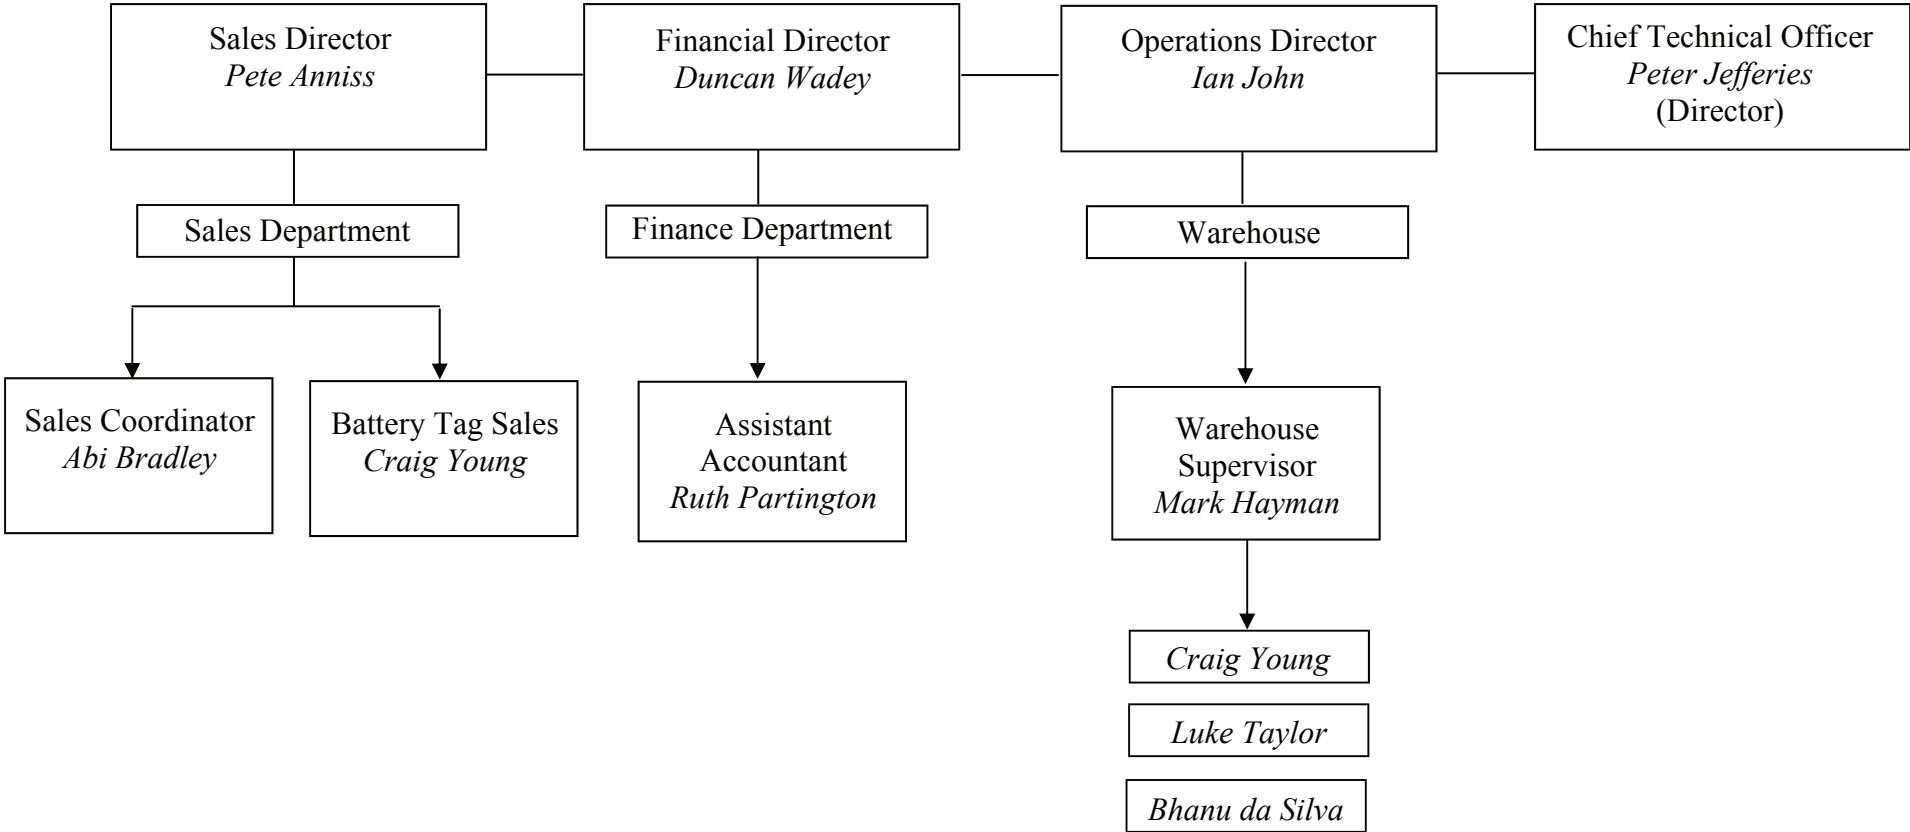 Sales Director
Pete Anniss
Financial Director
Duncan Wadey
Operations Director
Ian John
Chief Technical Officer
Peter Jefferies
(Director)
Sales Department
Finance Department
Warehouse
Sales Coordinator
Abi Bradley
Battery Tag Sales
Craig Young
Assistant
Accountant
Ruth Partington
Warehouse
Supervisor
Mark Hayman
Craig Young
Luke Taylor
Bhanu da Silva